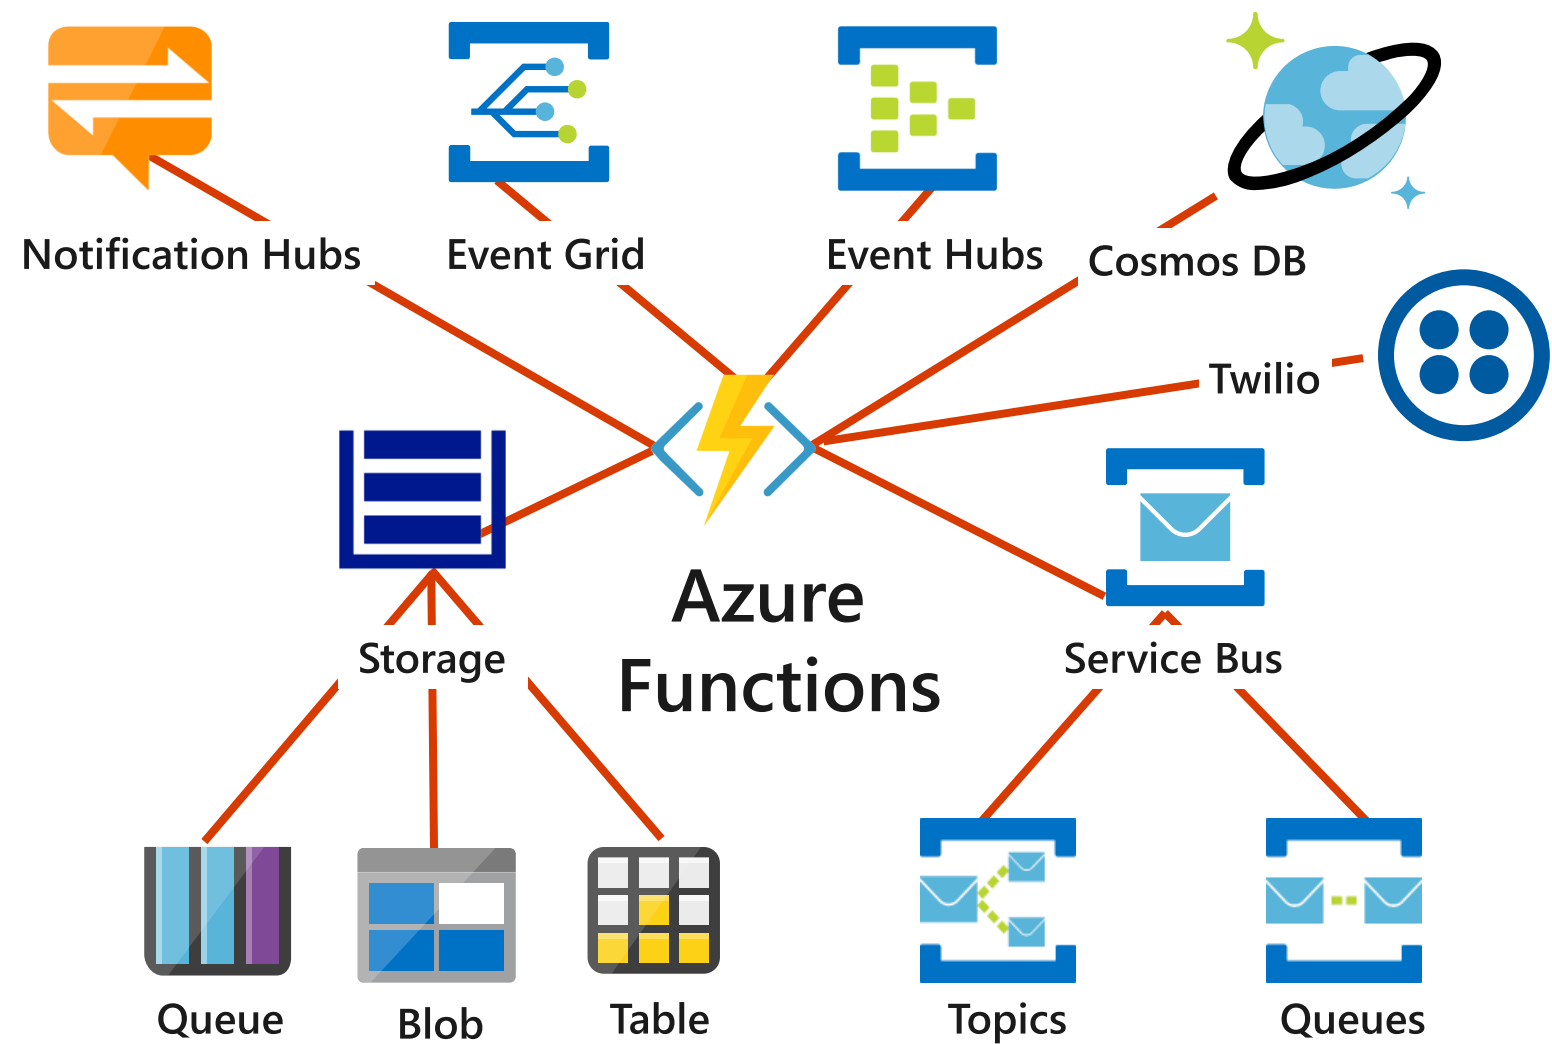 Notification Hubs
Event Grid
Event Hubs
Cosmos DB
Twilio
Azure
Functions
Storage
Service Bus
Queue
Blob
Table
Topics
Queues